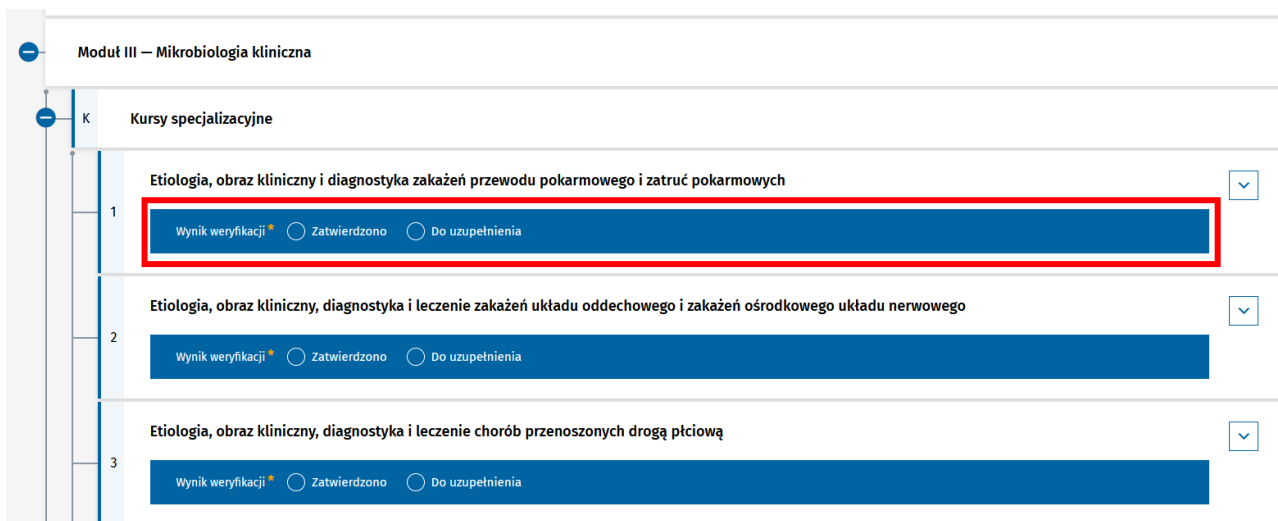 Moduł III — Mikrobiologia kliniczna
K Kursy specjalizacyjne
Etiologia, obraz kliniczny i diagnostyka zakażeń przewodu pokarmowego i zatruć pokarmowych
1
Wynik weryfikacji * Zatwierdzono Do uzupełnienia
Etiologia, obraz kliniczny, diagnostyka i leczenie zakażeń układu oddechowego i zakażeń ośrodkowego układu nerwowego
2
Wynik weryfikacji * Zatwierdzono Do uzupełnienia
Etiologia, obraz kliniczny, diagnostyka i leczenie chorób przenoszonych drogą płciową
3
Wynik weryfikacji * Zatwierdzono Do uzupełnienia